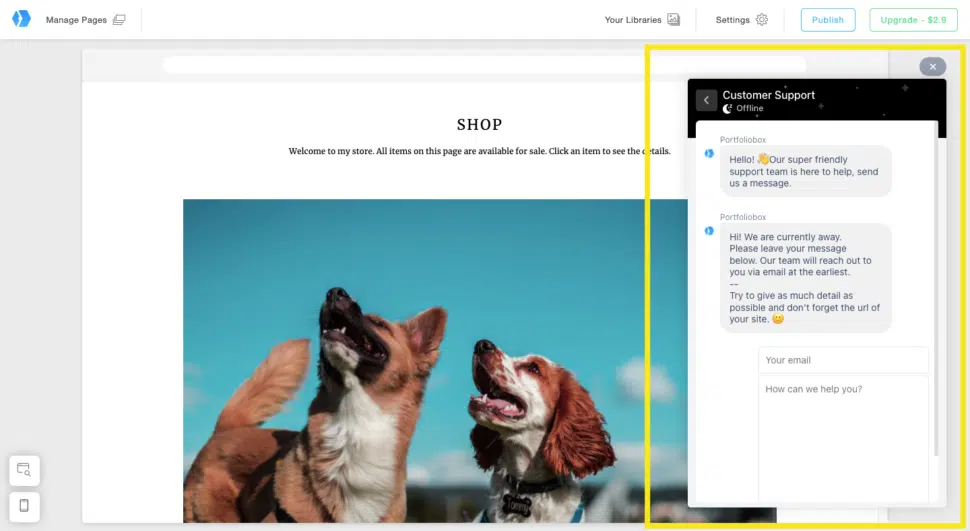 Manage Pages
Your Libraries
Settings
Publish
Upgrade - $2.9
SHOP
Welcome to my store. All items on this page are available for sale. Click an item to see the details.
Tommy
Customer Support
Offline
Portfoliobox
Hello! 👋Our super friendly
support team is here to help, send
us a message.
Portfoliobox
Hi! We are currently away.
Please leave your message
below. Our team will reach out to
you via email at the earliest.
--
Try to give as much detail as
possible and don't forget the url of
your site. 😊
Your email
How can we help you?